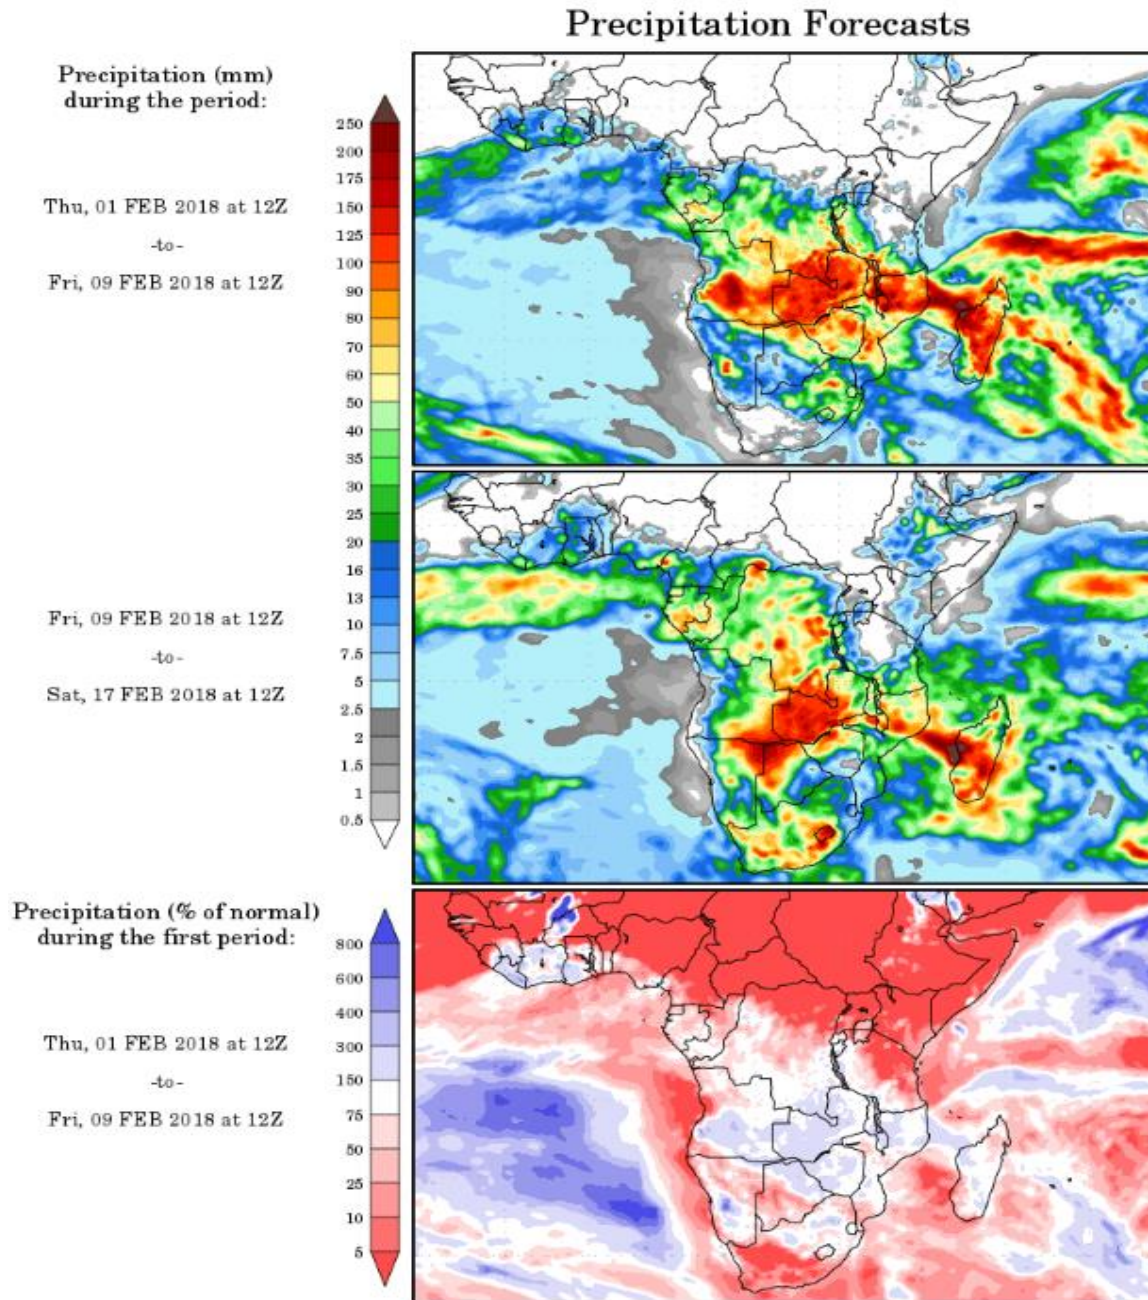 Precipitation Forecasts
Precipitation (mm)
during the period:
Thu, 01 FEB 2018 at 12Z
-to-
Fri, 09 FEB 2018 at 12Z
250
200
175
150
125
100
90
80
70
60
50
40
35
30
25
20
16
13
10
7.5
5
2.5
2
1.5
1
0.5
Fri, 09 FEB 2018 at 12Z
-to-
Sat, 17 FEB 2018 at 12Z
Precipitation (% of normal)
during the first period:
Thu, 01 FEB 2018 at 12Z
-to-
Fri, 09 FEB 2018 at 12Z
800
600
400
300
150
75
50
25
10
5